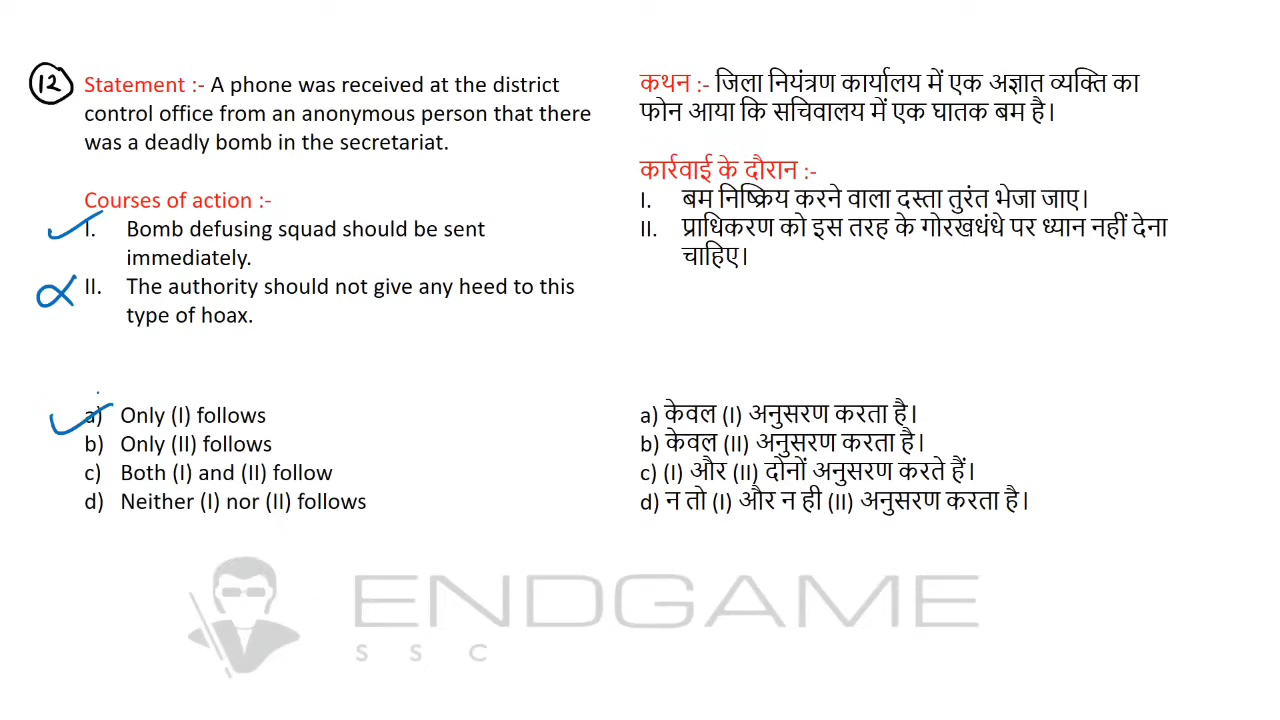 12
Statement :- A phone was received at the district
control office from an anonymous person that there
was a deadly bomb in the secretariat.
Courses of action :-
I. Bomb defusing squad should be sent
immediately.
II. The authority should not give any heed to this
type of hoax.
a) Only (I) follows
b) Only (II) follows
c) Both (I) and (II) follow
d) Neither (I) nor (II) follows
कथन :- जिला नियंत्रण कार्यालय में एक अज्ञात व्यक्ति का
फोन आया कि सचिवालय में एक घातक बम है।
कार्रवाई के दौरान :-
I. बम निष्क्रिय करने वाला दस्ता तुरंत भेजा जाए।
II. प्राधिकरण को इस तरह के गोरखधंधे पर ध्यान नहीं देना
चाहिए।
a) केवल (I) अनुसरण करता है।
b) केवल (II) अनुसरण करता है।
c) (I) और (II) दोनों अनुसरण करते हैं।
d) न तो (I) और न ही (II) अनुसरण करता है।
ENDGAME
SSC